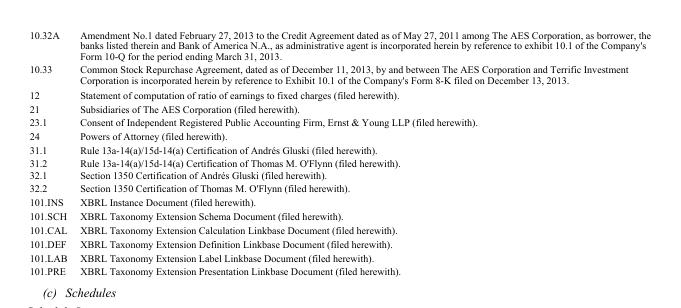 10.32A Amendment No.1 dated February 27, 2013 to the Credit Agreement dated as of May 27, 2011 among The AES Corporation, as borrower, the
banks listed therein and Bank of America N.A., as administrative agent is incorporated herein by reference to exhibit 10.1 of the Company's
Form 10-Q for the period ending March 31, 2013.
10.33 Common Stock Repurchase Agreement, dated as of December 11, 2013, by and between The AES Corporation and Terrific Investment
Corporation is incorporated herein by reference to Exhibit 10.1 of the Company's Form 8-K filed on December 13, 2013.
12 Statement of computation of ratio of earnings to fixed charges (filed herewith).
21 Subsidiaries of The AES Corporation (filed herewith).
23.1 Consent of Independent Registered Public Accounting Firm, Ernst & Young LLP (filed herewith).
24 Powers of Attorney (filed herewith).
31.1 Rule 13a-14(a)/15d-14(a) Certification of Andrés Gluski (filed herewith).
31.2 Rule 13a-14(a)/15d-14(a) Certification of Thomas M. O'Flynn (filed herewith).
32.1 Section 1350 Certification of Andrés Gluski (filed herewith).
32.2 Section 1350 Certification of Thomas M. O'Flynn (filed herewith).
101.INS XBRL Instance Document (filed herewith).
101.SCH XBRL Taxonomy Extension Schema Document (filed herewith).
101.CAL XBRL Taxonomy Extension Calculation Linkbase Document (filed herewith).
101.DEF XBRL Taxonomy Extension Definition Linkbase Document (filed herewith).
101.LAB XBRL Taxonomy Extension Label Linkbase Document (filed herewith).
101.PRE XBRL Taxonomy Extension Presentation Linkbase Document (filed herewith).
(c) Schedules